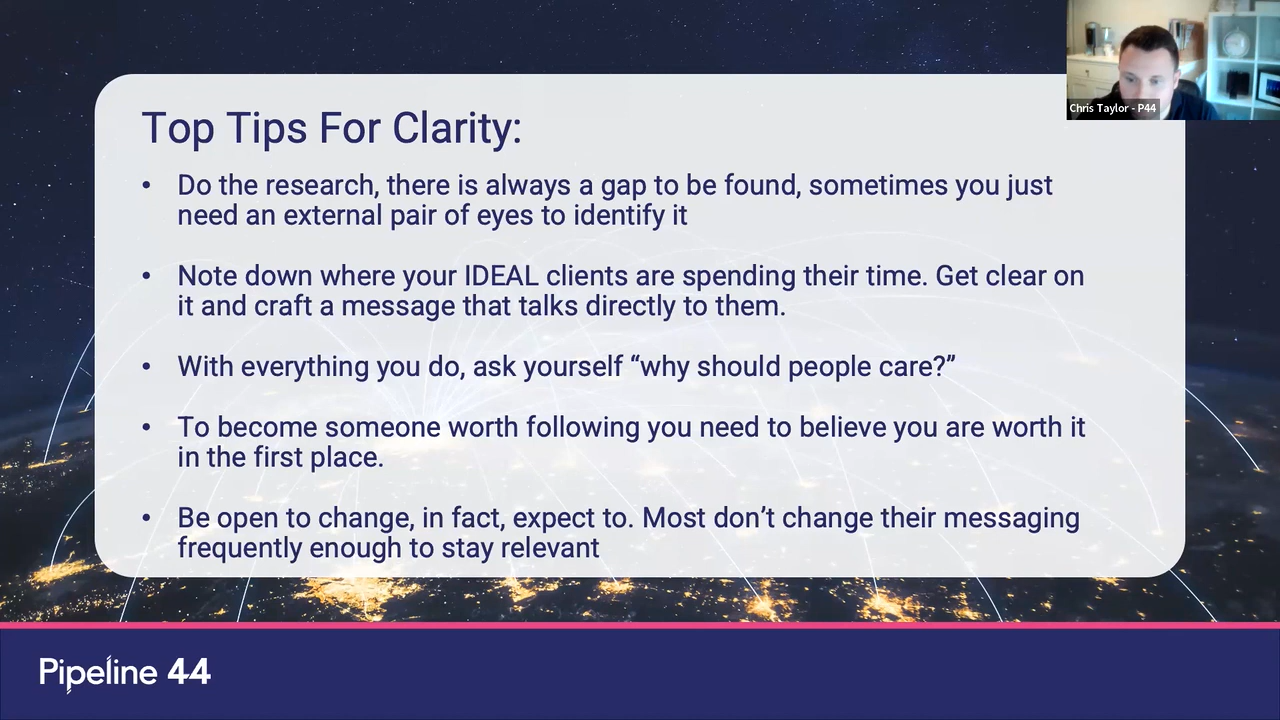 Top Tips For Clarity:
• Do the research, there is always a gap to be found, sometimes you just
need an external pair of eyes to identify it
• Note down where your IDEAL clients are spending their time. Get clear on
it and craft a message that talks directly to them.
• With everything you do, ask yourself “why should people care?”
• To become someone worth following you need to believe you are worth it
in the first place.
• Be open to change, in fact, expect to. Most don’t change their messaging
frequently enough to stay relevant
Chris Taylor - P44
Pipeline 44